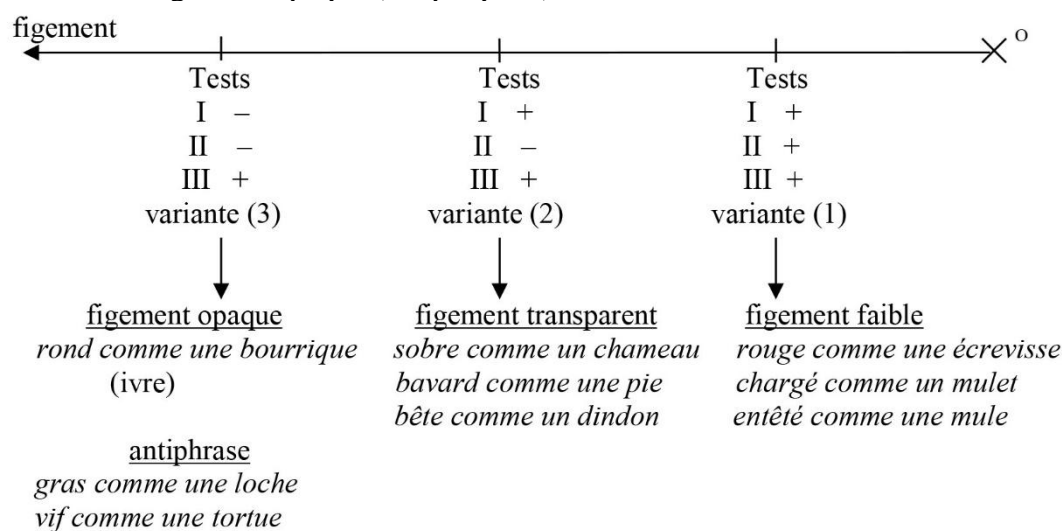 figement
o
Tests
I –
II –
III +
variante (3)
Tests
I +
II –
III +
variante (2)
Tests
I +
II +
III +
variante (1)
figement opaque
rond comme une bourrique
(ivre)
antiphrase
gras comme une loche
vif comme une tortue
figement transparent
sobre comme un chameau
bavard comme une pie
bête comme un dindon
figement faible
rouge comme une écrevisse
chargé comme un mulet
entêté comme une mule